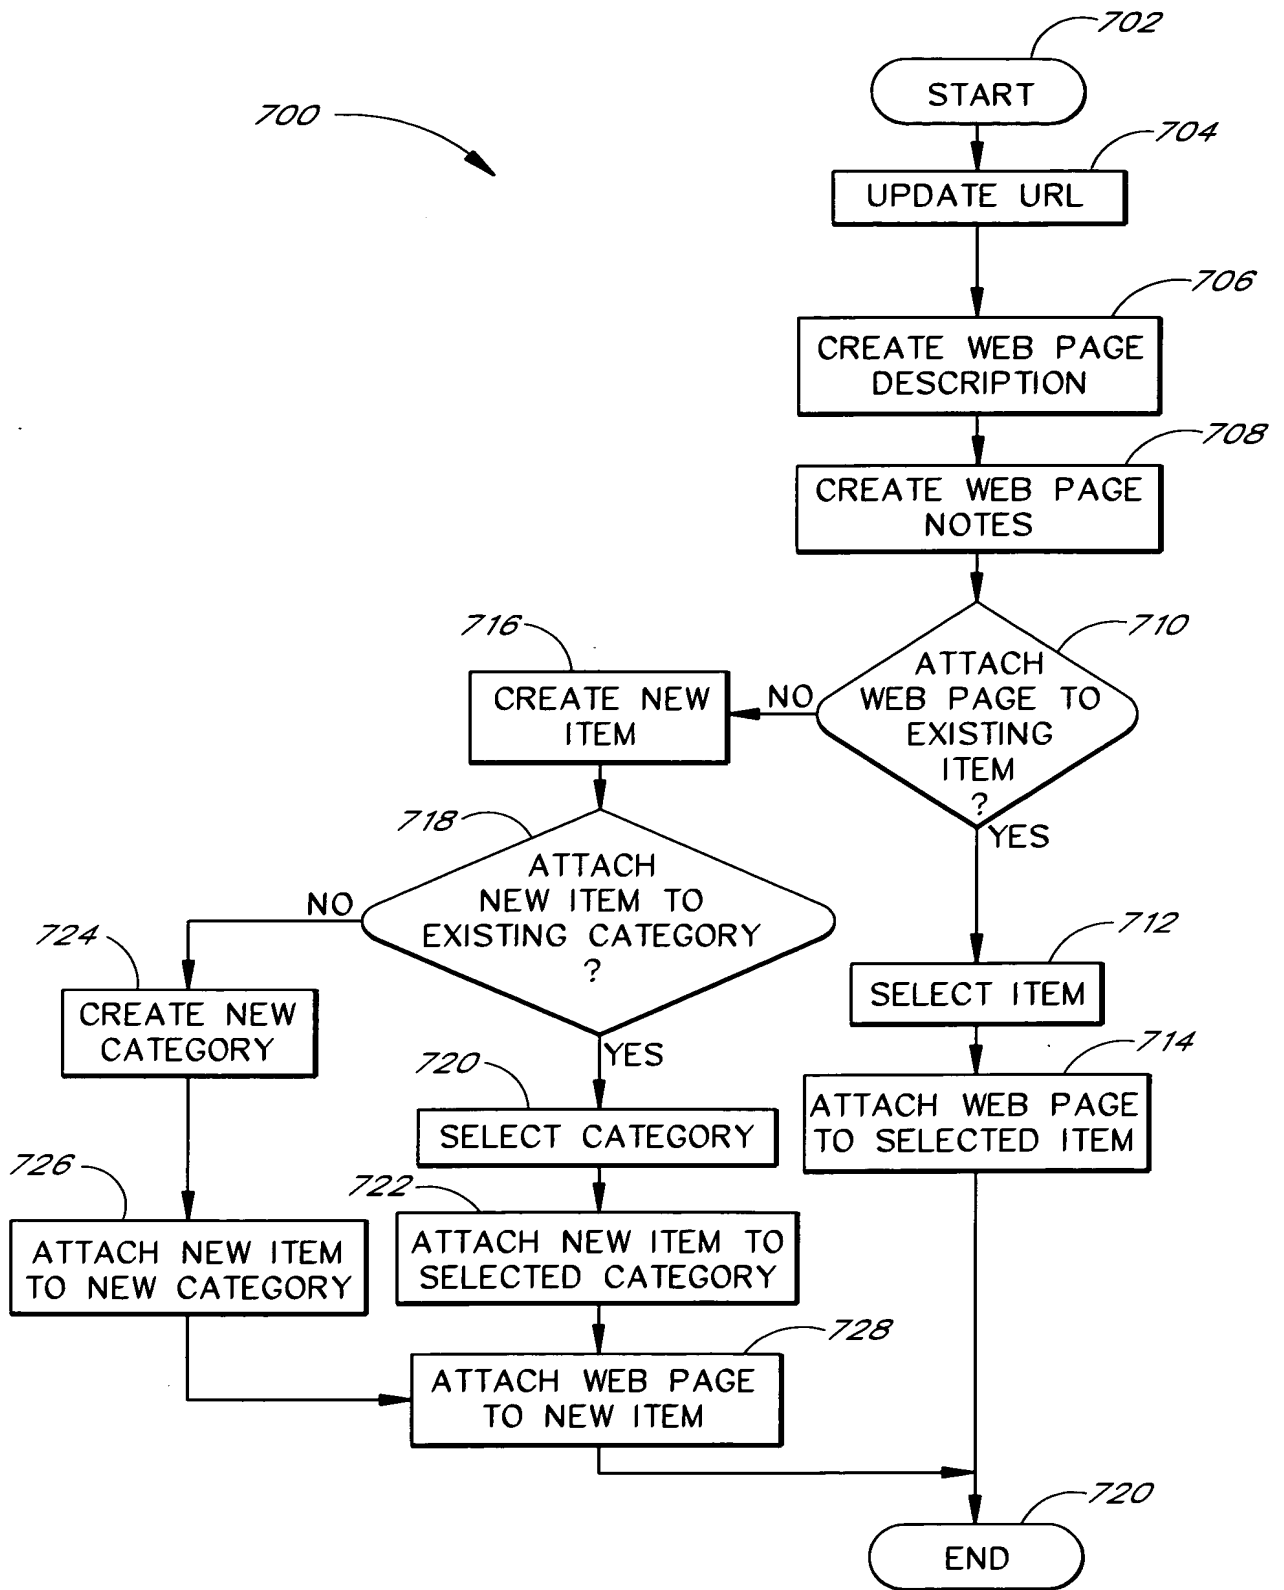 702
START
700
704
UPDATE URL
706
CREATE WEB PAGE
DESCRIPTION
708
CREATE WEB PAGE
NOTES
710
ATTACH
WEB PAGE TO
EXISTING
ITEM
?
NO
YES
716
CREATE NEW
ITEM
718
ATTACH
NEW ITEM TO
EXISTING CATEGORY
?
NO
YES
712
SELECT ITEM
714
ATTACH WEB PAGE
TO SELECTED ITEM
724
CREATE NEW
CATEGORY
720
SELECT CATEGORY
726
ATTACH NEW ITEM
TO NEW CATEGORY
722
ATTACH NEW ITEM TO
SELECTED CATEGORY
728
ATTACH WEB PAGE
TO NEW ITEM
720
END